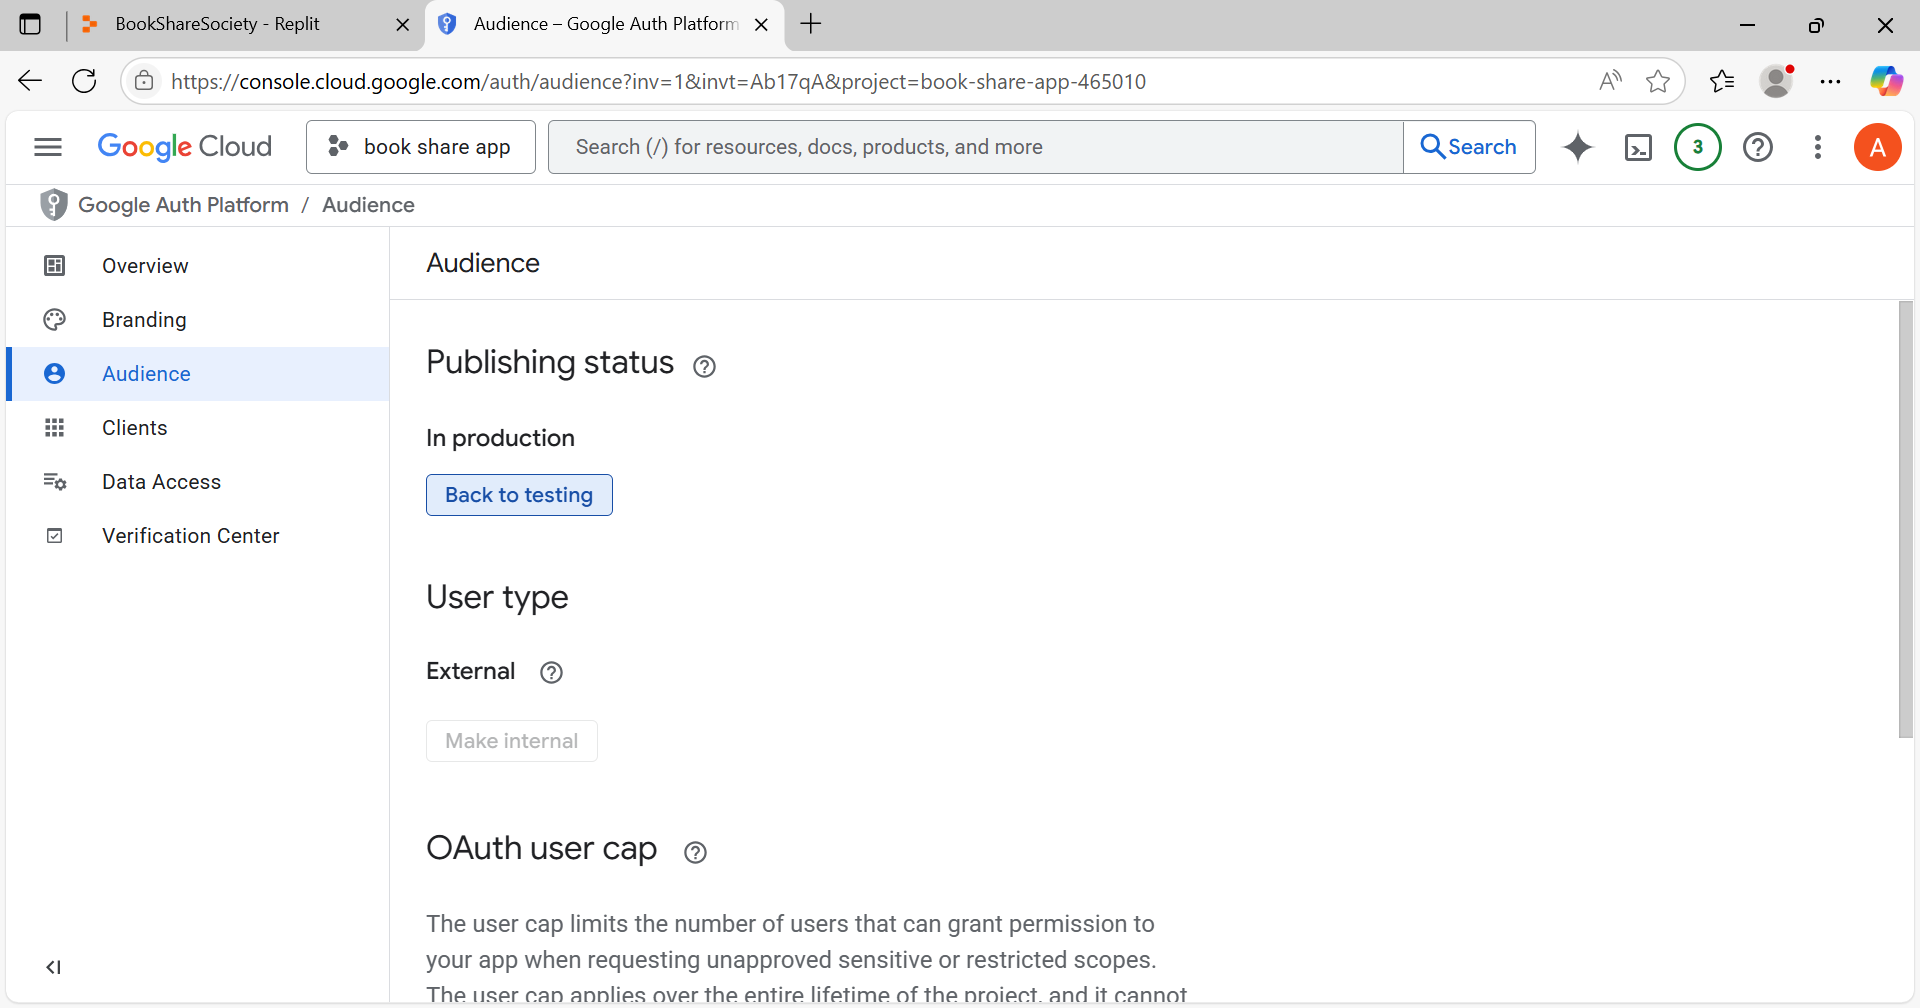 BookShareSociety - Replit
Audience – Google Auth Platform
https://console.cloud.google.com/auth/audience?inv=1&invt=Ab17qA&project=book-share-app-465010
Google Cloud
book share app
Search (/) for resources, docs, products, and more
Search
3
A
Google Auth Platform / Audience
Overview
Branding
Audience
Clients
Data Access
Verification Center
Audience
Publishing status
In production
Back to testing
User type
External
Make internal
OAuth user cap
The user cap limits the number of users that can grant permission to
your app when requesting unapproved sensitive or restricted scopes.
The user cap applies over the entire lifetime of the project, and it cannot